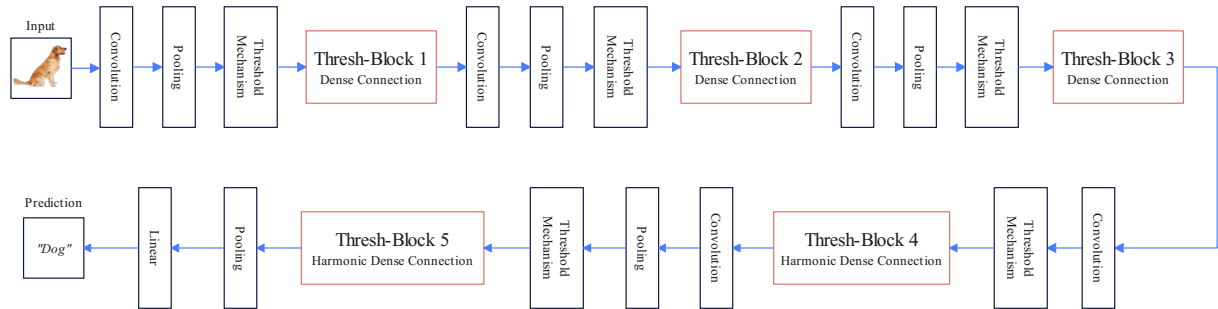 Input
Convolution
Pooling
Threshold
Mechanism
Thresh-Block 1
Dense Connection
Convolution
Pooling
Threshold
Mechanism
Thresh-Block 2
Dense Connection
Convolution
Pooling
Threshold
Mechanism
Thresh-Block 3
Dense Connection
Prediction
"Dog"
Linear
Pooling
Thresh-Block 5
Harmonic Dense Connection
Threshold
Mechanism
Pooling
Convolution
Thresh-Block 4
Harmonic Dense Connection
Threshold
Mechanism
Convolution